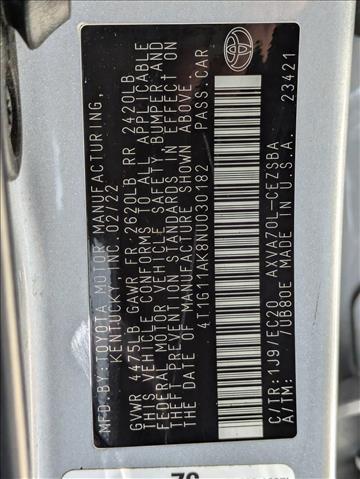 MFD.BY:TOYOTA MOTOR MANUFACTURING,
KENTUCKY, INC. 02/22
GVWR 4475LB GAWR FR 2620LB RR 2420LB
THIS VEHICLE CONFORMS TO ALL APPLICABLE
FEDERAL MOTOR VEHICLE SAFETY, BUMPER AND
THEFT PREVENTION STANDARDS IN EFFECT ON
THE DATE OF MANUFACTURE SHOWN ABOVE.
4T1G11AK8NU030182 PASS.CAR
C/TR:1J9/EC20 AXVA70L-CEZSBA
A/TM: 7UB80E MADE IN U.S.A. 23421